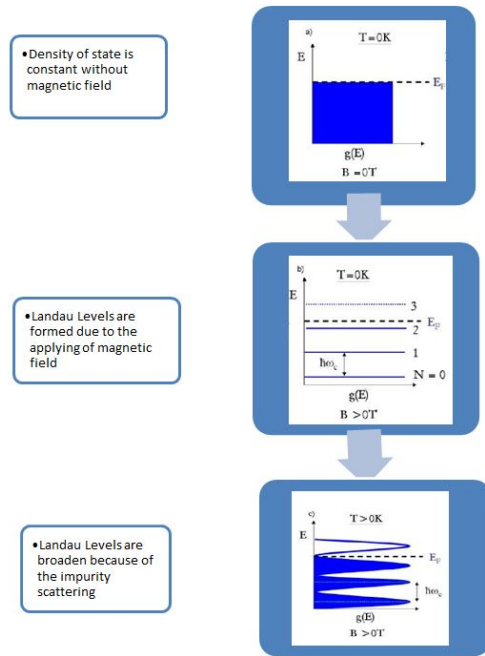 •Density of state is
constant without
magnetic field
a)
T=0K
E
E_F
g(E)
B=0T
•Landau Levels are
formed due to the
applying of magnetic
field
b)
T=0K
E
3
E_F
2
1
ħω_c
N=0
g(E)
B>0T
•Landau Levels are
broaden because of
the impurity
scattering
c)
T>0K
E
E_F
ħω_c
g(E)
B>0T